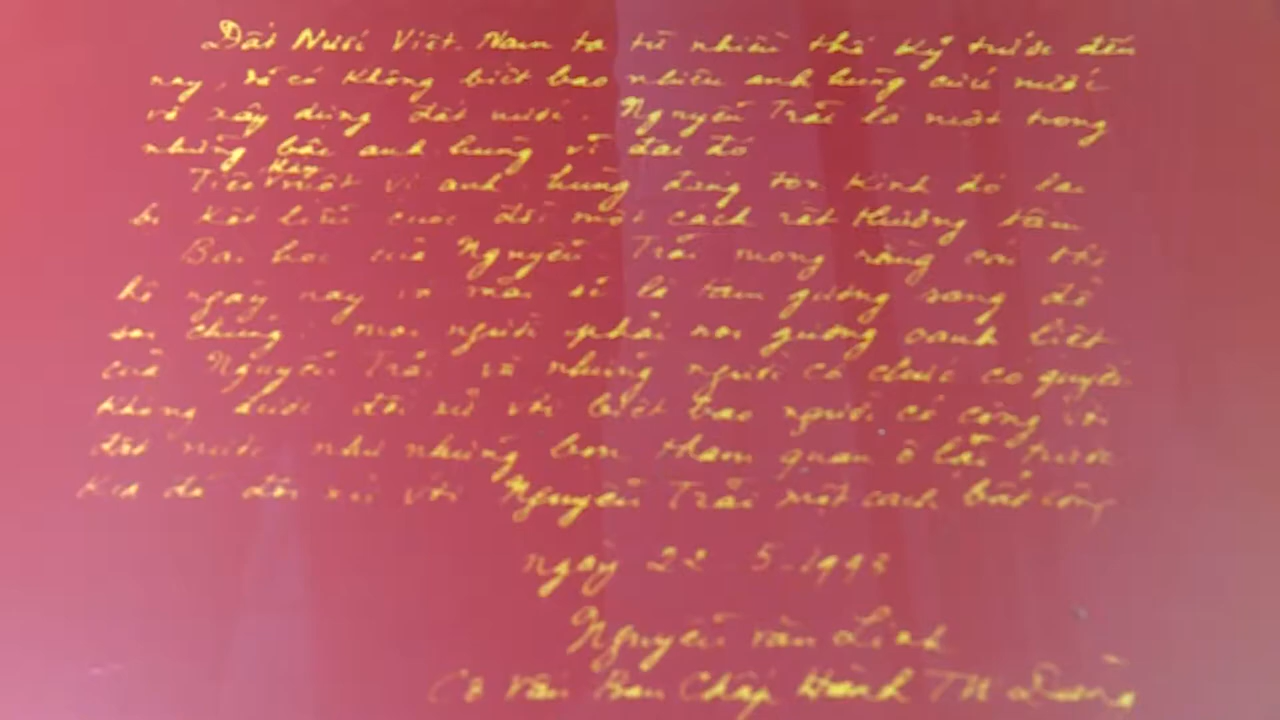 Đất Nước Việt Nam ta từ nhiều thế kỷ trước đến
nay, đã có không biết bao nhiêu anh hùng cứu nước
và xây dựng đất nước. Nguyễn Trãi là một trong
những bậc anh hùng vĩ đại đó
Tiếc thay một vị anh hùng đáng tôn kính đó lại
bị kết liễu cuộc đời một cách rất thương tâm
Bài học của Nguyễn Trãi mong rằng các thế
hệ ngày nay và mai sau là tấm gương sáng để
soi chung. mọi người phải noi gương oanh liệt
của Nguyễn Trãi và những người có chức có quyền
không được đối xử với biết bao người có công với
đất nước như những bọn tham quan ô lại trước
kia đã đối xử với Nguyễn Trãi một cách bất công
ngày 22 5-1993
Nguyễn văn Linh
Cố Vấn Ban Chấp Hành TW Đảng